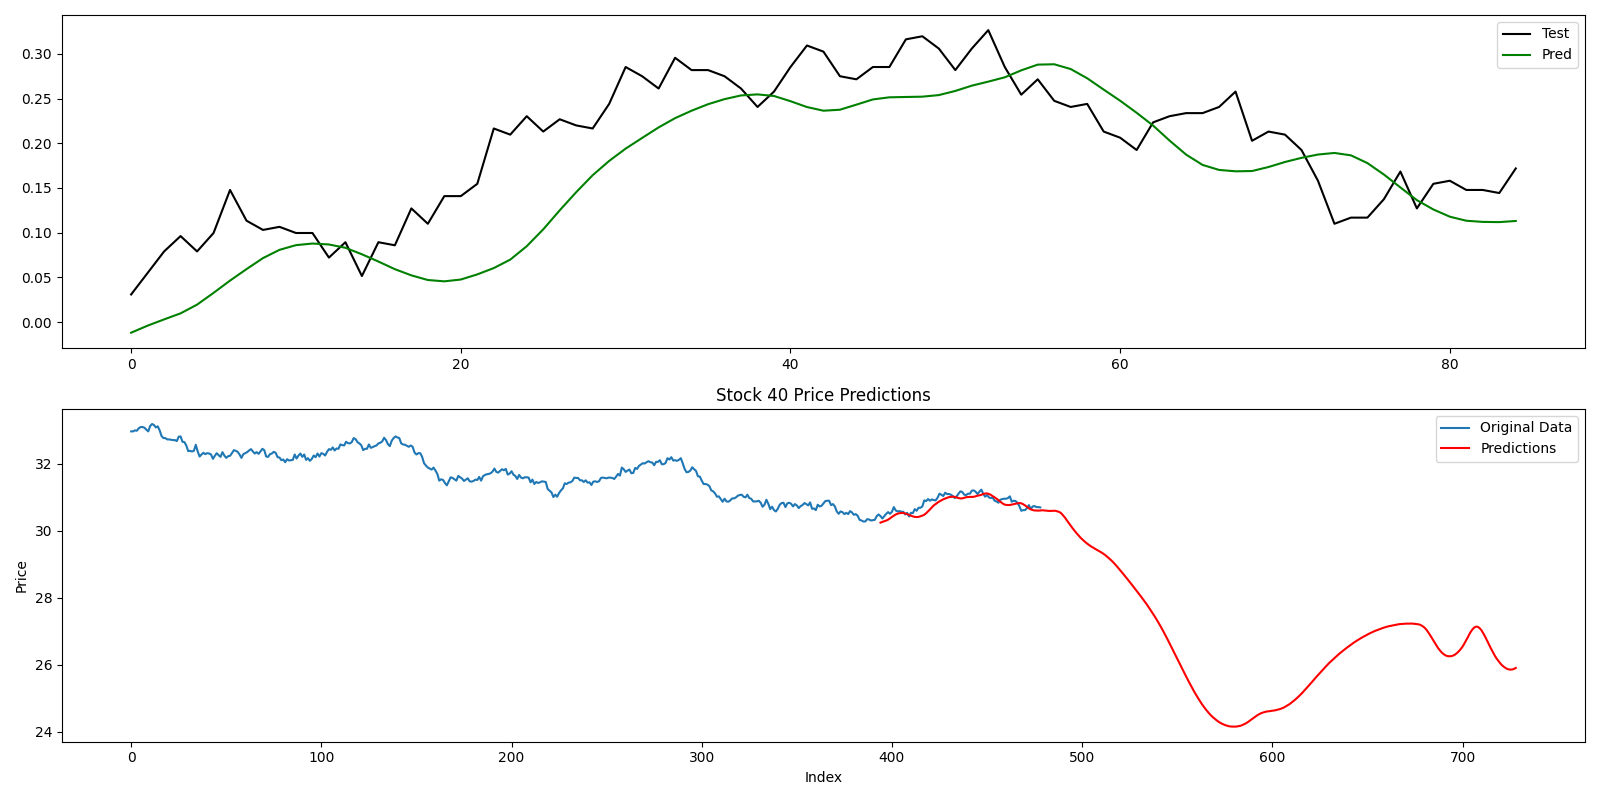 0.30
0.25
0.20
0.15
0.10
0.05
0.00
Test
Pred
0 20 40 60 80
Stock 40 Price Predictions
Original Data
Predictions
32
30
28
26
24
Price
0 100 200 300 400 500 600 700
Index